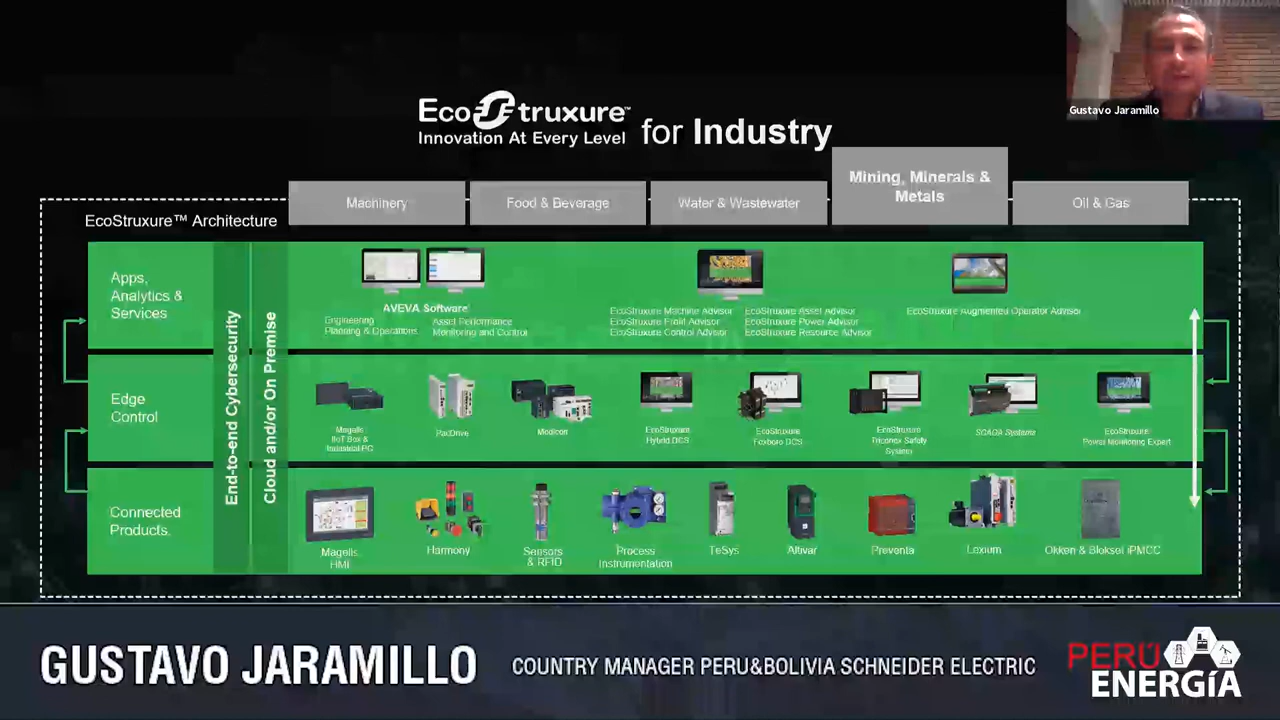 Gustavo Jaramillo
EcoStruxure™
Innovation At Every Level
for Industry
Machinery
Food & Beverage
Water & Wastewater
Mining, Minerals &
Metals
Oil & Gas
EcoStruxure™ Architecture
Apps,
Analytics &
Services
End-to-end Cybersecurity
Cloud and/or On Premise
AVEVA Software
Engineering
Planning & Operations
Asset Performance
Monitoring and Control
EcoStruxure Machine Advisor
EcoStruxure Profit Advisor
EcoStruxure Control Advisor
EcoStruxure Asset Advisor
EcoStruxure Power Advisor
EcoStruxure Resource Advisor
EcoStruxure Augmented Operator Advisor
Edge
Control
Magelis
IIoT Box &
Industrial PC
PacDrive
Modicon
EcoStruxure
Hybrid DCS
EcoStruxure
Foxboro DCS
EcoStruxure
Triconex Safety
System
SCADA Systems
EcoStruxure
Power Monitoring Expert
Connected
Products
Magelis
HMI
Harmony
Sensors
& RFID
Process
Instrumentation
TeSys
Altivar
Preventa
Lexium
Okken & Blokset iPMCC
GUSTAVO JARAMILLO
COUNTRY MANAGER PERU&BOLIVIA SCHNEIDER ELECTRIC
PERÚ
ENERGÍA